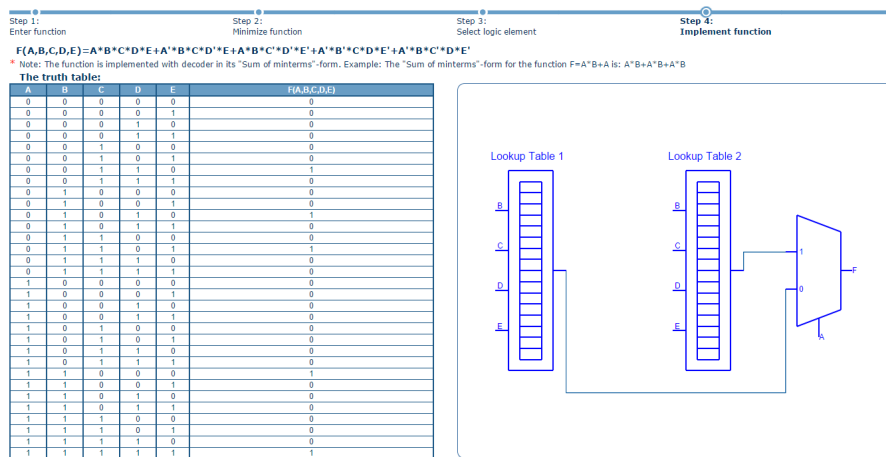 Step 1:
Enter function
Step 2:
Minimize function
Step 3:
Select logic element
Step 4:
Implement function
F(A,B,C,D,E)=A*B*C*D*E+A'*B*C*D'*E+A*B*C'*D'*E'+A'*B'*C*D*E'+A'*B*C'*D*E'
* Note: The function is implemented with decoder in its "Sum of minterms"-form. Example: The "Sum of minterms"-form for the function F=A*B+A is: A*B+A*B+A*B
The truth table:
A B C D E F(A,B,C,D,E)
0 0 0 0 0 0
0 0 0 0 1 0
0 0 0 1 0 0
0 0 0 1 1 0
0 0 1 0 0 0
0 0 1 0 1 0
0 0 1 1 0 1
0 0 1 1 1 0
0 1 0 0 0 0
0 1 0 0 1 0
0 1 0 1 0 1
0 1 0 1 1 0
0 1 1 0 0 0
0 1 1 0 1 1
0 1 1 1 0 0
0 1 1 1 1 0
1 0 0 0 0 0
1 0 0 0 1 0
1 0 0 1 0 0
1 0 0 1 1 0
1 0 1 0 0 0
1 0 1 0 1 0
1 0 1 1 0 0
1 0 1 1 1 0
1 1 0 0 0 1
1 1 0 0 1 0
1 1 0 1 0 0
1 1 0 1 1 0
1 1 1 0 0 0
1 1 1 0 1 0
1 1 1 1 0 0
1 1 1 1 1 1
Lookup Table 1
B
C
D
E
Lookup Table 2
B
C
D
E
1
0
F
A